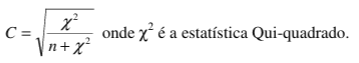 C = √(χ² / (n + χ²)) onde χ² é a estatística Qui-quadrado.